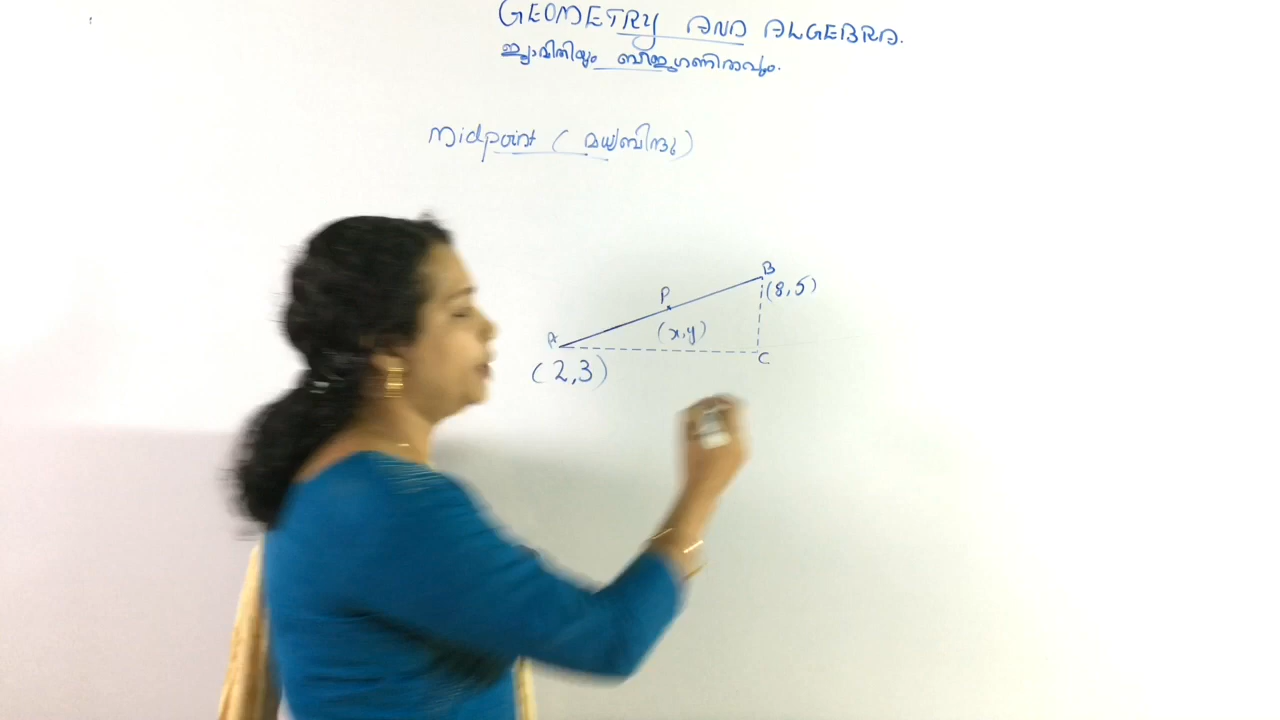 GEOMETRY AND ALGEBRA.
ജ്യാമിതിയും ബീജഗണിതവും.
Midpoint ( മധ്യബിന്ദു )
B
(8,5)
P
(x,y)
A
C
(2,3)